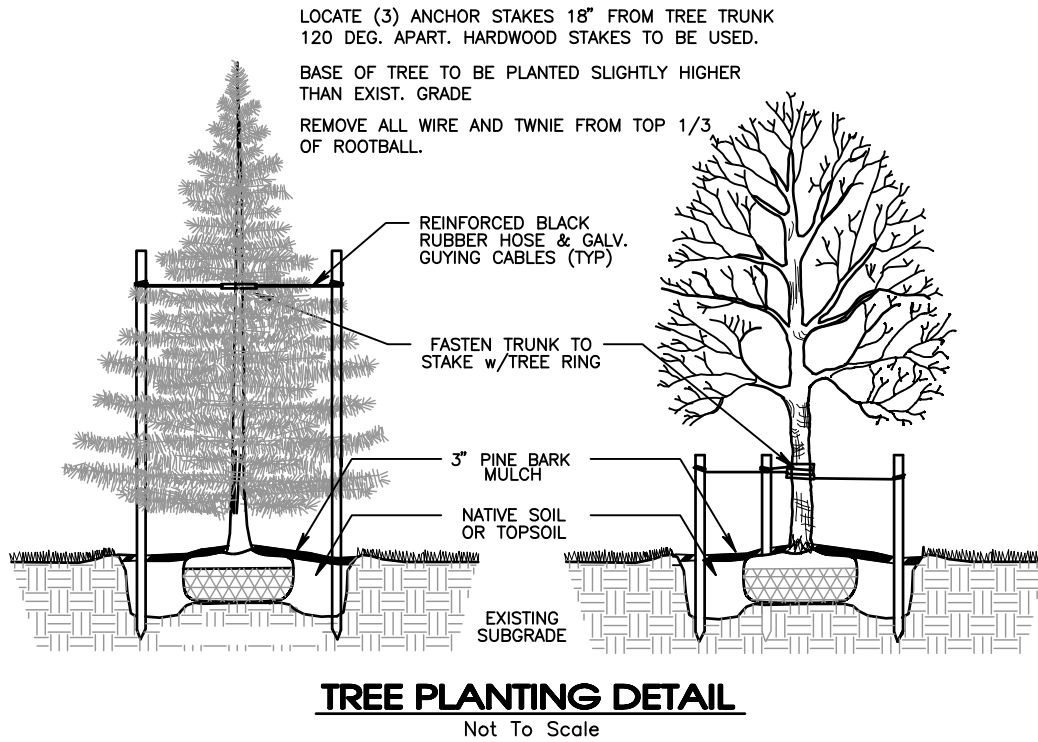 LOCATE (3) ANCHOR STAKES 18" FROM TREE TRUNK
120 DEG. APART. HARDWOOD STAKES TO BE USED.
BASE OF TREE TO BE PLANTED SLIGHTLY HIGHER
THAN EXIST. GRADE
REMOVE ALL WIRE AND TWNIE FROM TOP 1/3
OF ROOTBALL.
REINFORCED BLACK
RUBBER HOSE & GALV.
GUYING CABLES (TYP)
FASTEN TRUNK TO
STAKE w/TREE RING
3" PINE BARK
MULCH
NATIVE SOIL
OR TOPSOIL
EXISTING
SUBGRADE
TREE PLANTING DETAIL
Not To Scale